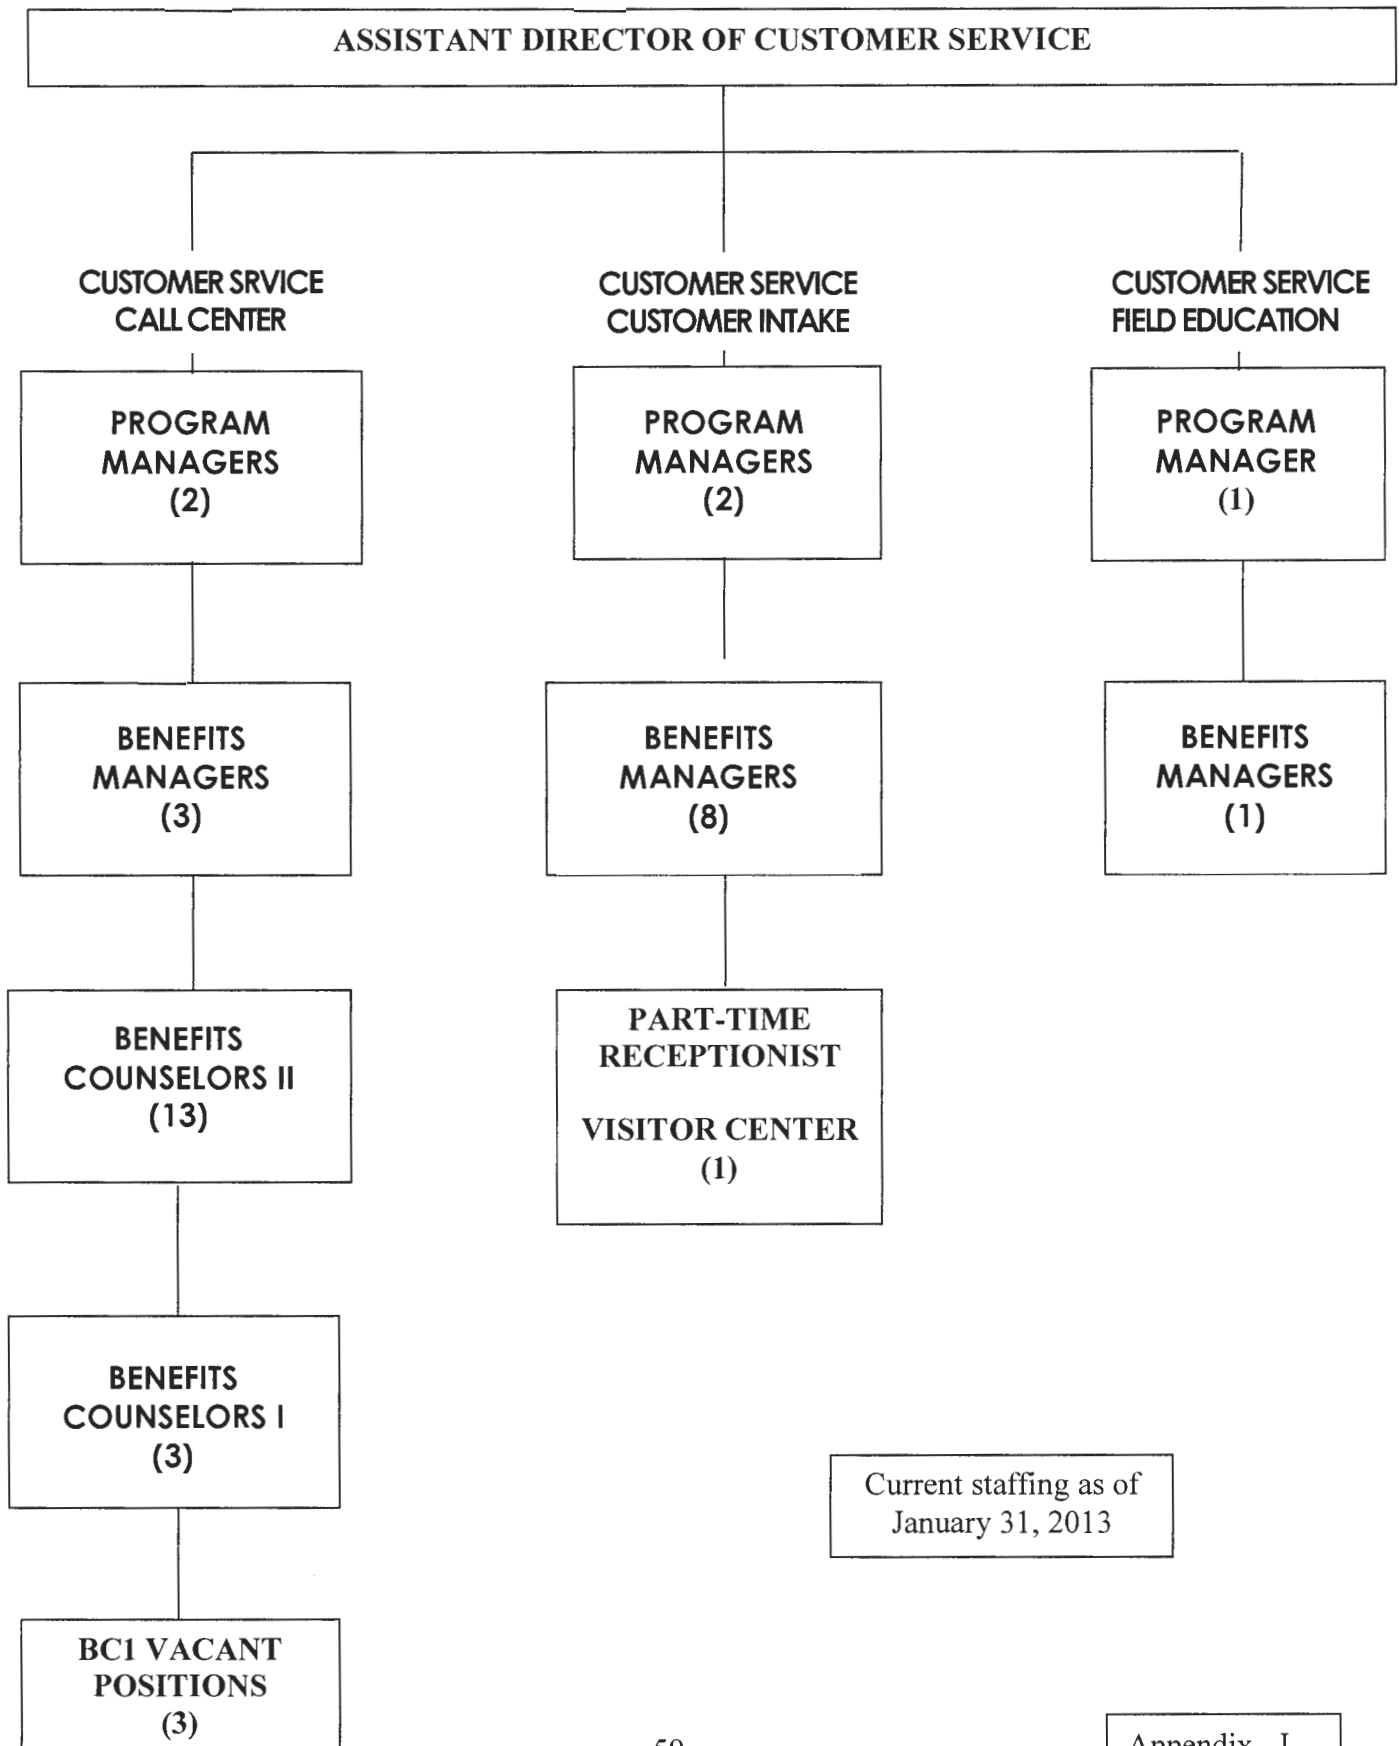 ASSISTANT DIRECTOR OF CUSTOMER SERVICE
CUSTOMER SRVICE
CALL CENTER
PROGRAM
MANAGERS
(2)
BENEFITS
MANAGERS
(3)
BENEFITS
COUNSELORS II
(13)
BENEFITS
COUNSELORS I
(3)
BC1 VACANT
POSITIONS
(3)
CUSTOMER SERVICE
CUSTOMER INTAKE
PROGRAM
MANAGERS
(2)
BENEFITS
MANAGERS
(8)
PART-TIME
RECEPTIONIST
VISITOR CENTER
(1)
CUSTOMER SERVICE
FIELD EDUCATION
PROGRAM
MANAGER
(1)
BENEFITS
MANAGERS
(1)
Current staffing as of
January 31, 2013
Appendix